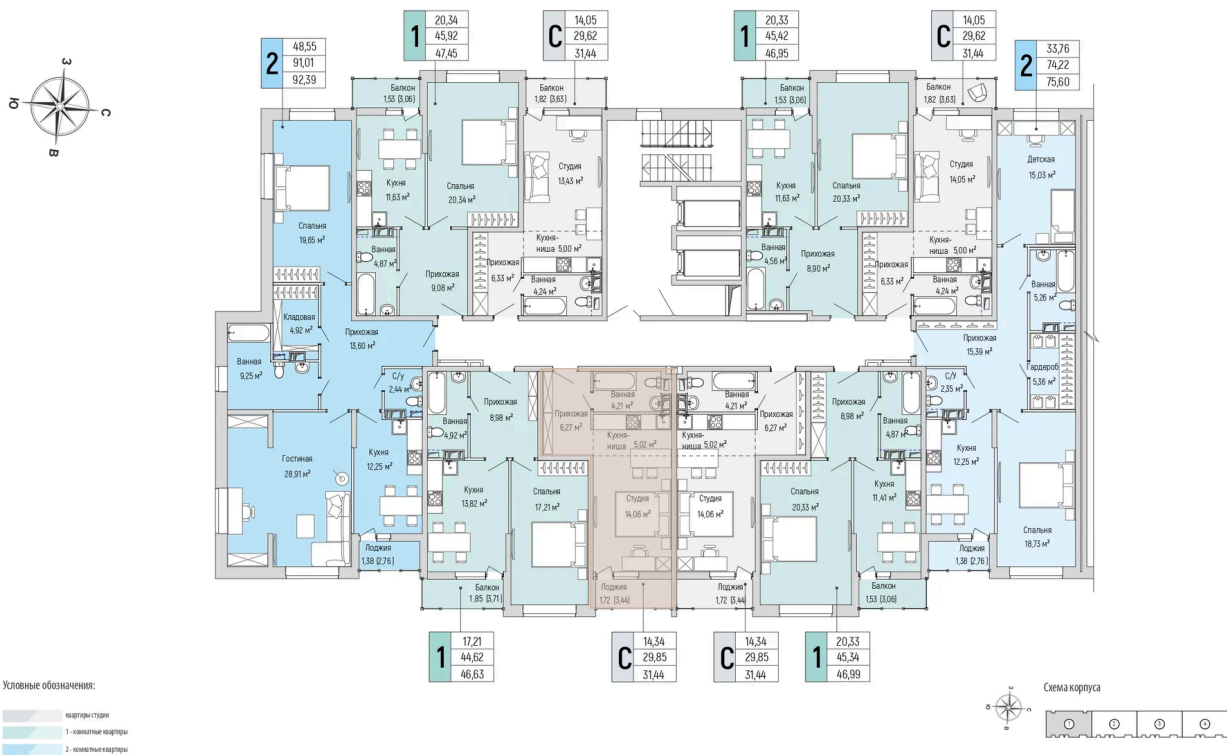 2
48,55
91,01
92,39
1
20,34
45,92
47,45
С
14,05
29,62
31,44
1
20,33
45,42
46,95
С
14,05
29,62
31,44
2
33,76
74,22
75,60
З
Ю
С
В
Балкон
1,53 (3,06)
Балкон
1,82 (3,63)
Балкон
1,53 (3,06)
Балкон
1,82 (3,63)
Спальня
19,65 м²
Кухня
11,63 м²
Спальня
20,34 м²
Студия
13,43 м²
Кухня
11,63 м²
Спальня
20,33 м²
Студия
14,05 м²
Детская
15,03 м²
Ванная
4,87 м²
Прихожая
9,08 м²
Прихожая
6,33 м²
Кухня-
ниша 5,00 м²
Ванная
4,24 м²
Ванная
4,56 м²
Прихожая
8,90 м²
Прихожая
6,33 м²
Кухня-
ниша 5,00 м²
Ванная
4,24 м²
Ванная
5,26 м²
Кладовая
4,92 м²
Прихожая
13,60 м²
Ванная
9,25 м²
С/у
2,44 м²
Прихожая
15,39 м²
Гардероб
5,36 м²
С/у
2,35 м²
Ванная
4,92 м²
Прихожая
8,98 м²
Прихожая
6,27 м²
Ванная
4,21 м²
Ванная
4,21 м²
Прихожая
6,27 м²
Прихожая
8,98 м²
Ванная
4,87 м²
Кухня-
ниша 5,02 м²
Кухня-
ниша 5,02 м²
Гостиная
28,91 м²
Кухня
12,25 м²
Кухня
13,82 м²
Спальня
17,21 м²
Студия
14,06 м²
Студия
14,06 м²
Спальня
20,33 м²
Кухня
11,41 м²
Кухня
12,25 м²
Спальня
18,73 м²
Лоджия
1,38 (2,76)
Балкон
1,85 (3,71)
Лоджия
1,72 (3,44)
Лоджия
1,72 (3,44)
Балкон
1,53 (3,06)
Лоджия
1,38 (2,76)
1
17,21
44,62
46,63
С
14,34
29,85
31,44
С
14,34
29,85
31,44
1
20,33
45,34
46,99
Условные обозначения:
квартиры студии
1 - комнатные квартиры
2 - комнатные квартиры
Схема корпуса
З
Ю
С
В
1
2
3
4